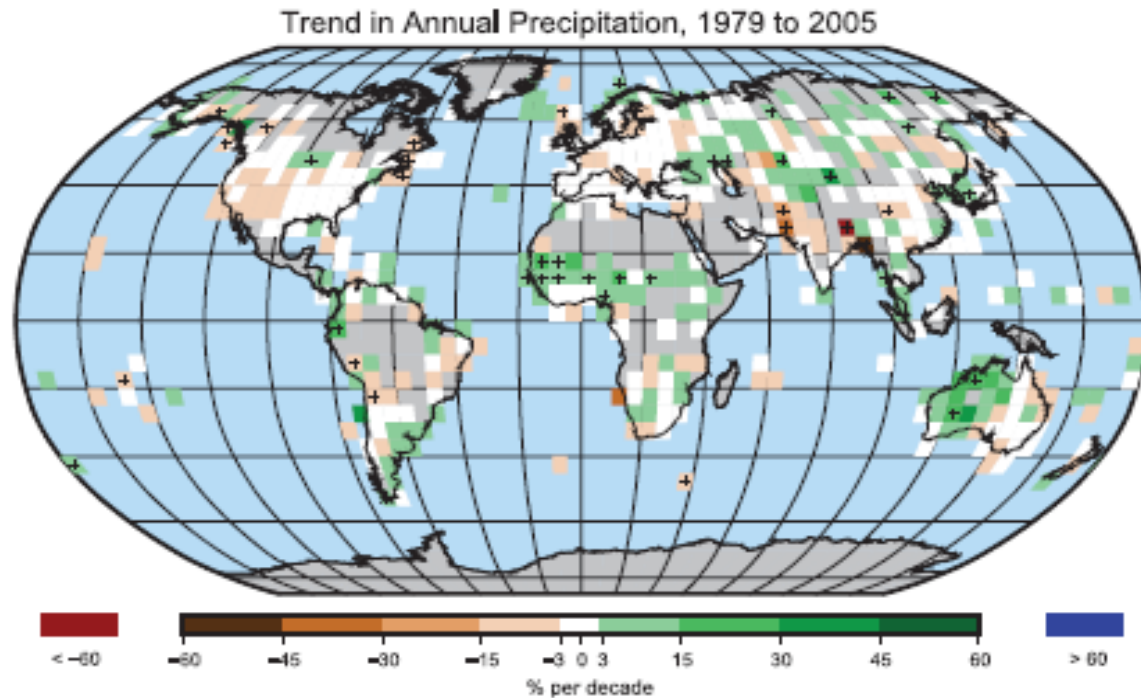 Trend in Annual Precipitation, 1979 to 2005
< –60 –60 –45 –30 –15 –3 0 3 15 30 45 60 > 60
% per decade